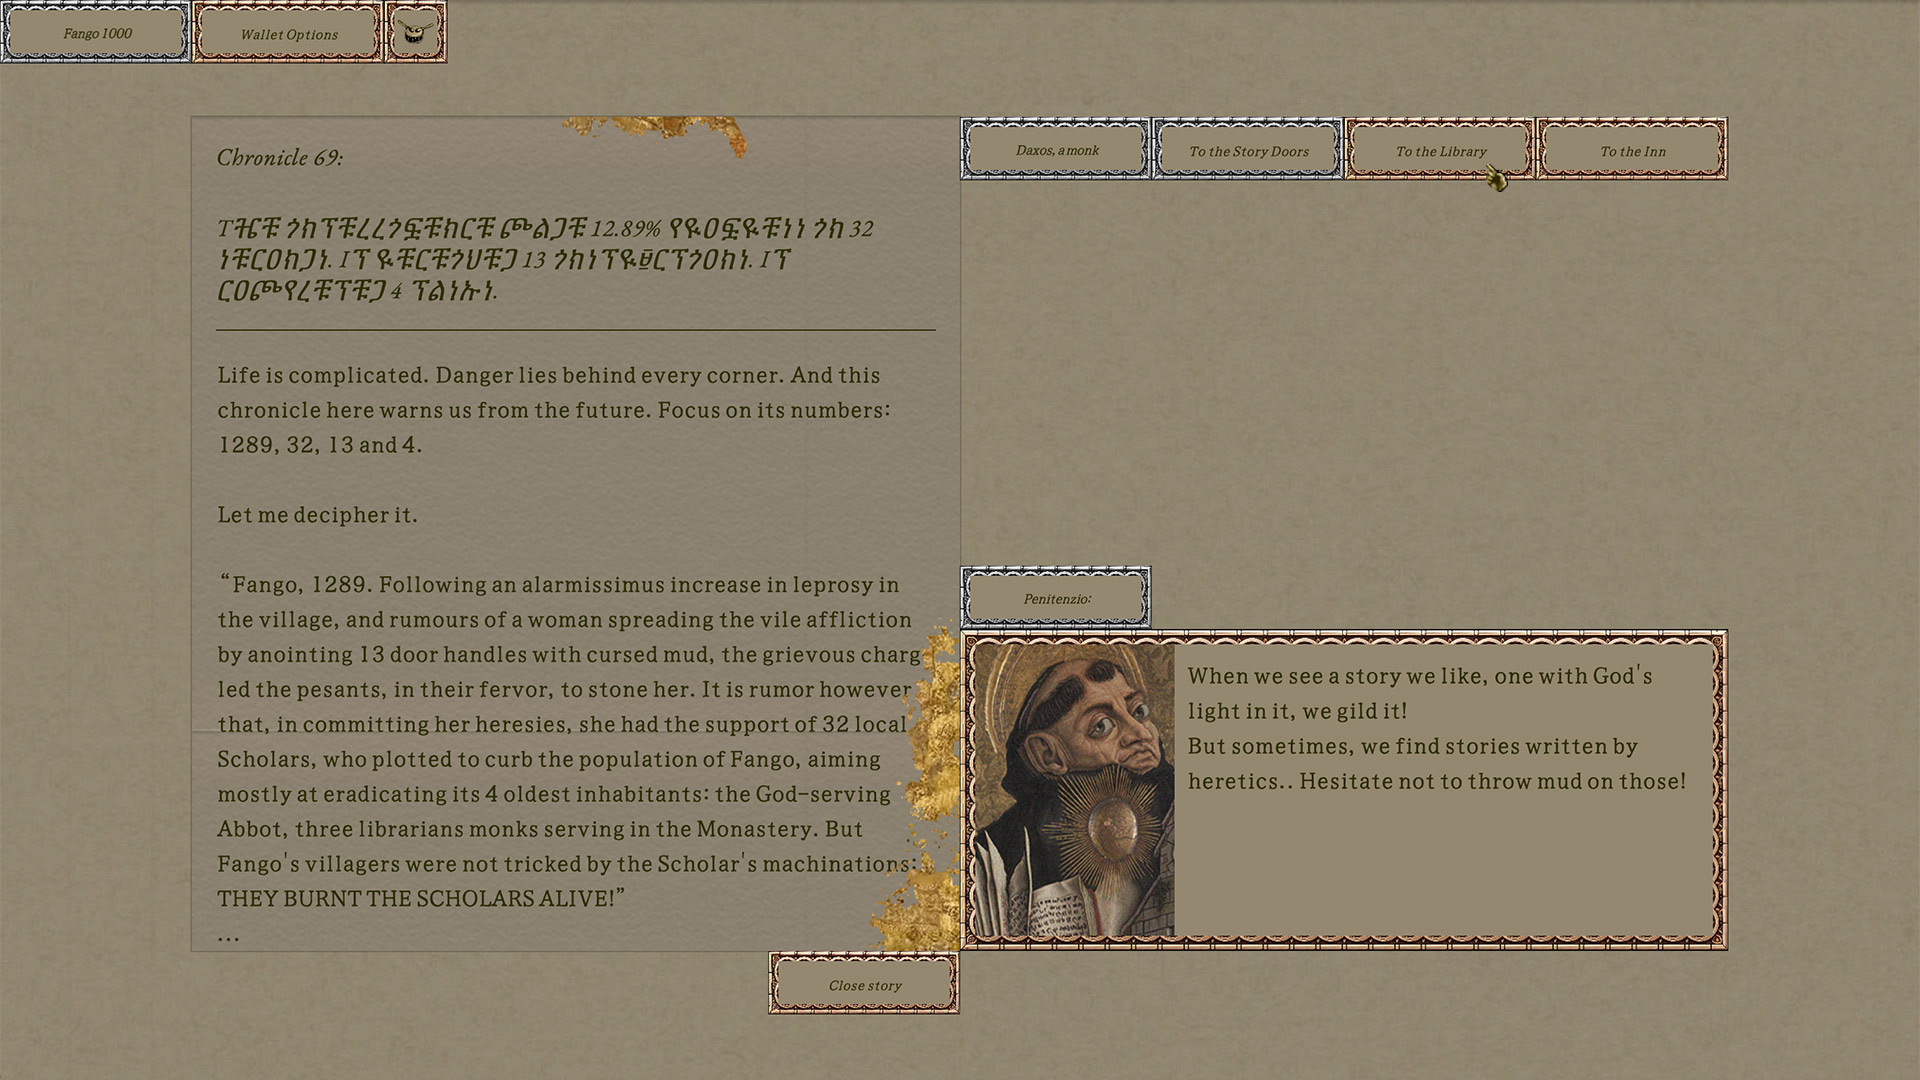 Fango 1000
Wallet Options
Chronicle 69:
12.89% 32
13
4
Life is complicated. Danger lies behind every corner. And this
chronicle here warns us from the future. Focus on its numbers:
1289, 32, 13 and 4.
Let me decipher it.
“Fango, 1289. Following an alarmissimus increase in leprosy in
the village, and rumours of a woman spreading the vile affliction
by anointing 13 door handles with cursed mud, the grievous charg
led the pesants, in their fervor, to stone her. It is rumor however,
that, in committing her heresies, she had the support of 32 local
Scholars, who plotted to curb the population of Fango, aiming
mostly at eradicating its 4 oldest inhabitants: the God-serving
Abbot, three librarians monks serving in the Monastery. But
Fango's villagers were not tricked by the Scholar's machinations:
THEY BURNT THE SCHOLARS ALIVE!”
...
Close story
Daxos, a monk
To the Story Doors
To the Library
To the Inn
Penitenzio:
When we see a story we like, one with God's
light in it, we gild it!
But sometimes, we find stories written by
heretics.. Hesitate not to throw mud on those!